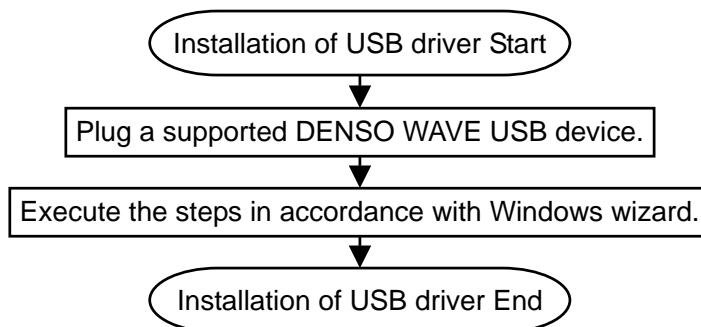 Installation of USB driver Start
Plug a supported DENSO WAVE USB device.
Execute the steps in accordance with Windows wizard.
Installation of USB driver End